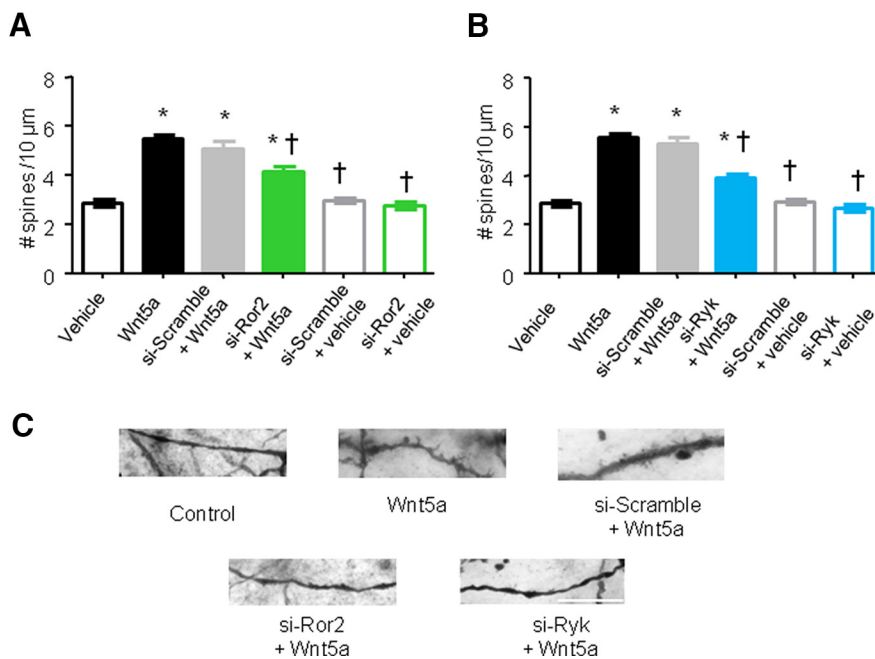 A
# spines/10 µm
8
6
4
2
0
*
*
* †
†
†
Vehicle
Wnt5a
si-Scramble
+ Wnt5a
si-Ror2
+ Wnt5a
si-Scramble
+ vehicle
si-Ror2
+ vehicle
B
# spines/10 µm
8
6
4
2
0
*
*
* †
†
†
Vehicle
Wnt5a
si-Scramble
+ Wnt5a
si-Ryk
+ Wnt5a
si-Scramble
+ vehicle
si-Ryk
+ vehicle
C
Control
Wnt5a
si-Scramble
+ Wnt5a
si-Ror2
+ Wnt5a
si-Ryk
+ Wnt5a